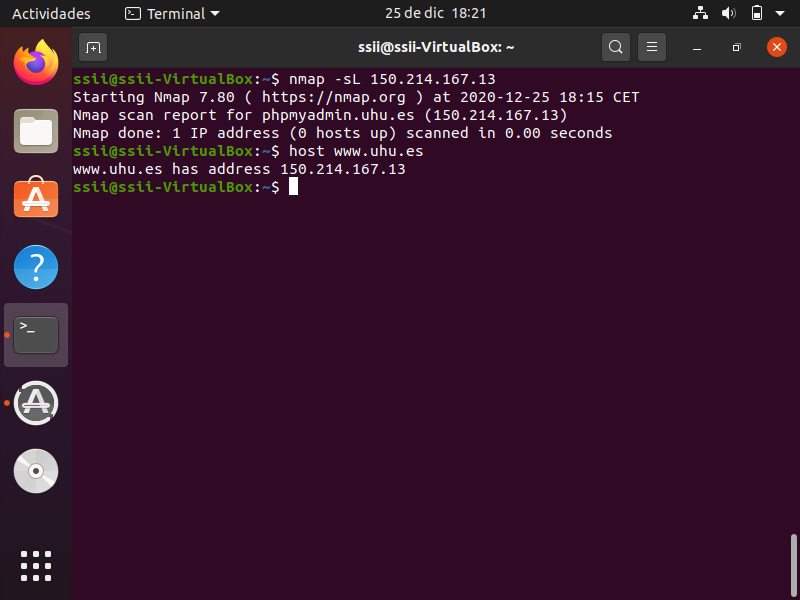 Actividades
Terminal
25 de dic 18:21
ssii@ssii-VirtualBox: ~
ssii@ssii-VirtualBox:~$ nmap -sL 150.214.167.13
Starting Nmap 7.80 ( https://nmap.org ) at 2020-12-25 18:15 CET
Nmap scan report for phpmyadmin.uhu.es (150.214.167.13)
Nmap done: 1 IP address (0 hosts up) scanned in 0.00 seconds
ssii@ssii-VirtualBox:~$ host www.uhu.es
www.uhu.es has address 150.214.167.13
ssii@ssii-VirtualBox:~$